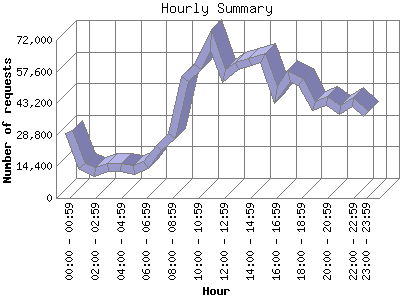 Hourly Summary
Number of requests
72,000
57,600
43,200
28,800
14,400
0
00:00 - 00:59
02:00 - 02:59
04:00 - 04:59
06:00 - 06:59
08:00 - 08:59
10:00 - 10:59
12:00 - 12:59
14:00 - 14:59
16:00 - 16:59
18:00 - 18:59
20:00 - 20:59
22:00 - 22:59
23:00 - 23:59
Hour